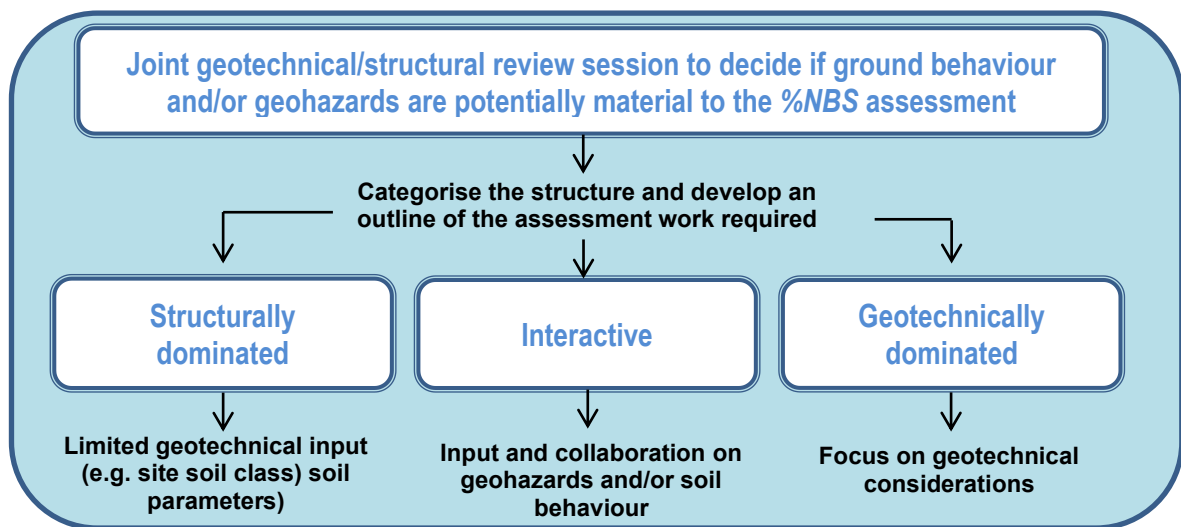 Joint geotechnical/structural review session to decide if ground behaviour
and/or geohazards are potentially material to the %NBS assessment
Categorise the structure and develop an
outline of the assessment work required
Structurally
dominated
Interactive
Geotechnically
dominated
Limited geotechnical input
(e.g. site soil class) soil
parameters)
Input and collaboration on
geohazards and/or soil
behaviour
Focus on geotechnical
considerations